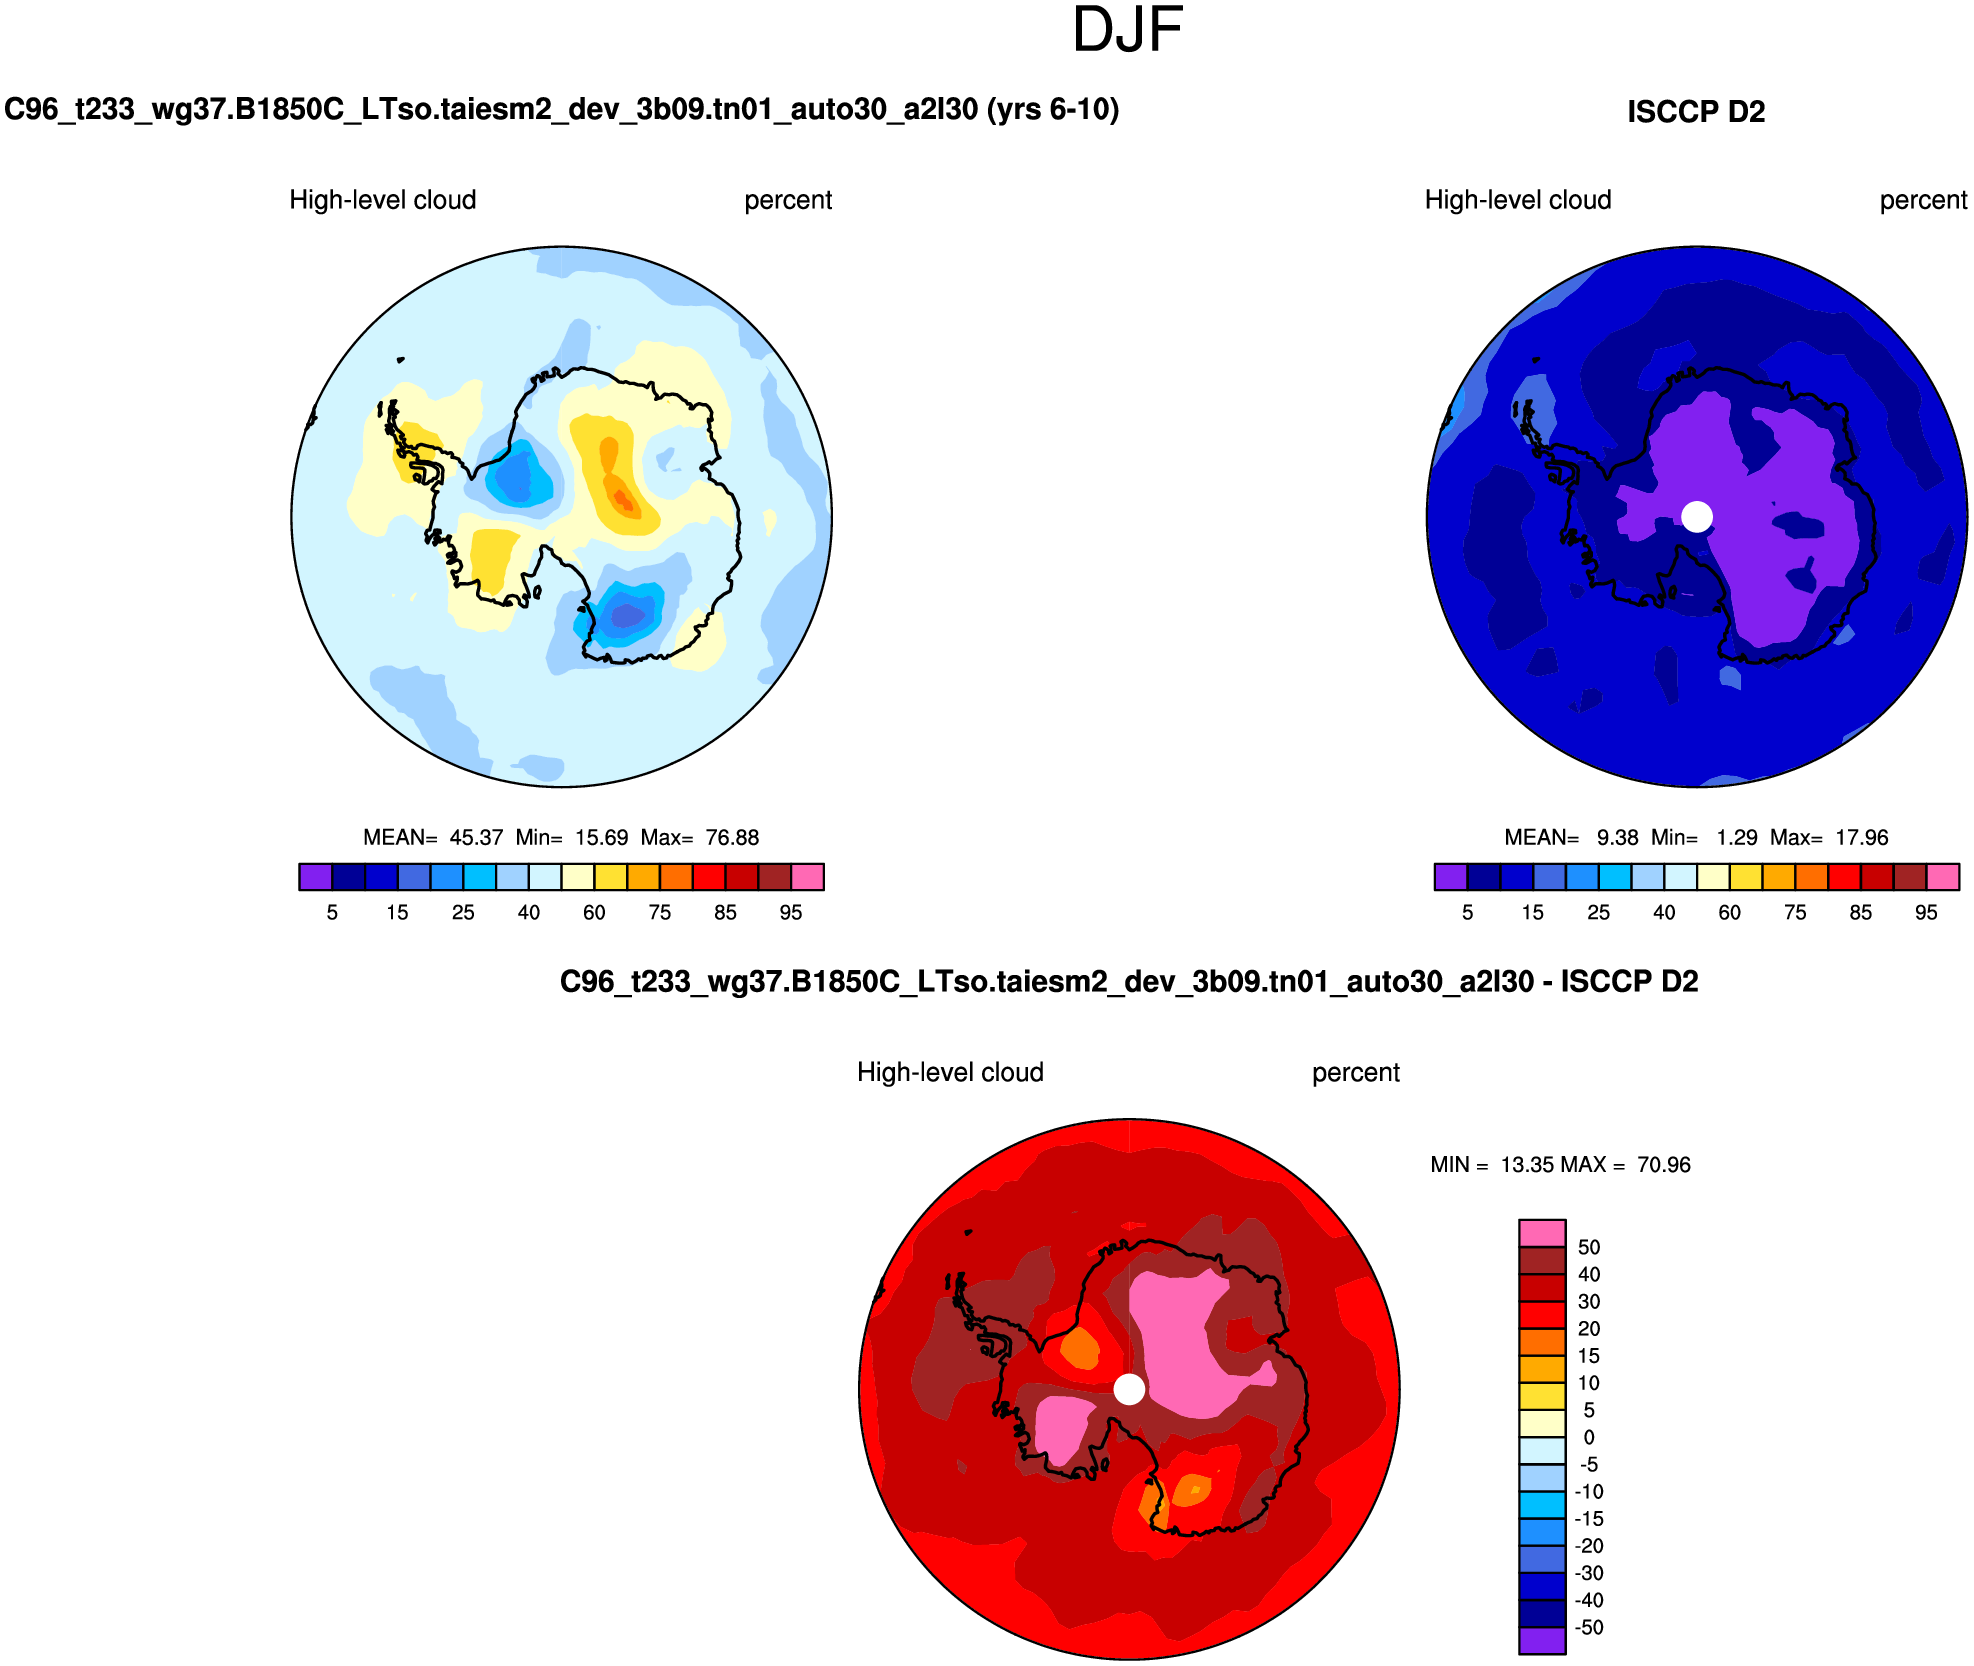 DJF
C96_t233_wg37.B1850C_LTso.taiesm2_dev_3b09.tn01_auto30_a2l30 (yrs 6-10)
ISCCP D2
High-level cloud percent
High-level cloud percent
MEAN= 45.37 Min= 15.69 Max= 76.88
MEAN= 9.38 Min= 1.29 Max= 17.96
5 15 25 40 60 75 85 95
5 15 25 40 60 75 85 95
C96_t233_wg37.B1850C_LTso.taiesm2_dev_3b09.tn01_auto30_a2l30 - ISCCP D2
High-level cloud percent
MIN = 13.35 MAX = 70.96
50
40
30
20
15
10
5
0
-5
-10
-15
-20
-30
-40
-50